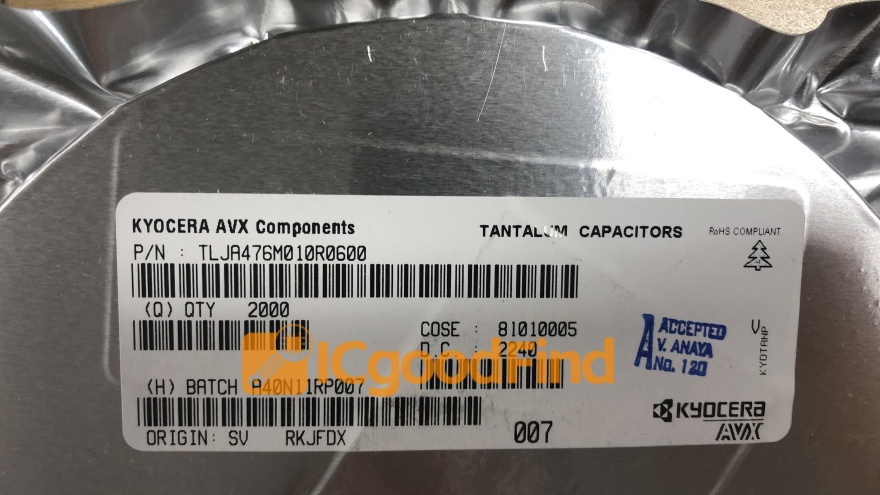 KYOCERA AVX Components
TANTALUM CAPACITORS
RoHS COMPLIANT
P/N : TLJA476M010R0600
(Q) QTY 2000
COSE : 81010005
D.C. : 2240
ACCEPTED
V. ANAYA
No. 120
V
KYOTRNP
ICgoodFind
(H) BATCH A40N11RP007
ORIGIN: SV RKJFDX
007
KYOCERA
AVX